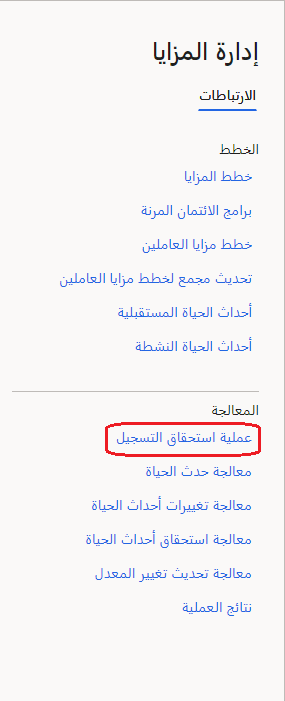 إدارة المزايا
الارتباطات
الخطط
خطط المزايا
برامج الائتمان المرنة
خطط مزايا العاملين
تحديث مجمع لخطط مزايا العاملين
أحداث الحياة المستقبلية
أحداث الحياة النشطة
المعالجة
عملية استحقاق التسجيل
معالجة حدث الحياة
معالجة تغييرات أحداث الحياة
معالجة استحقاق أحداث الحياة
معالجة تحديث تغيير المعدل
نتائج العملية